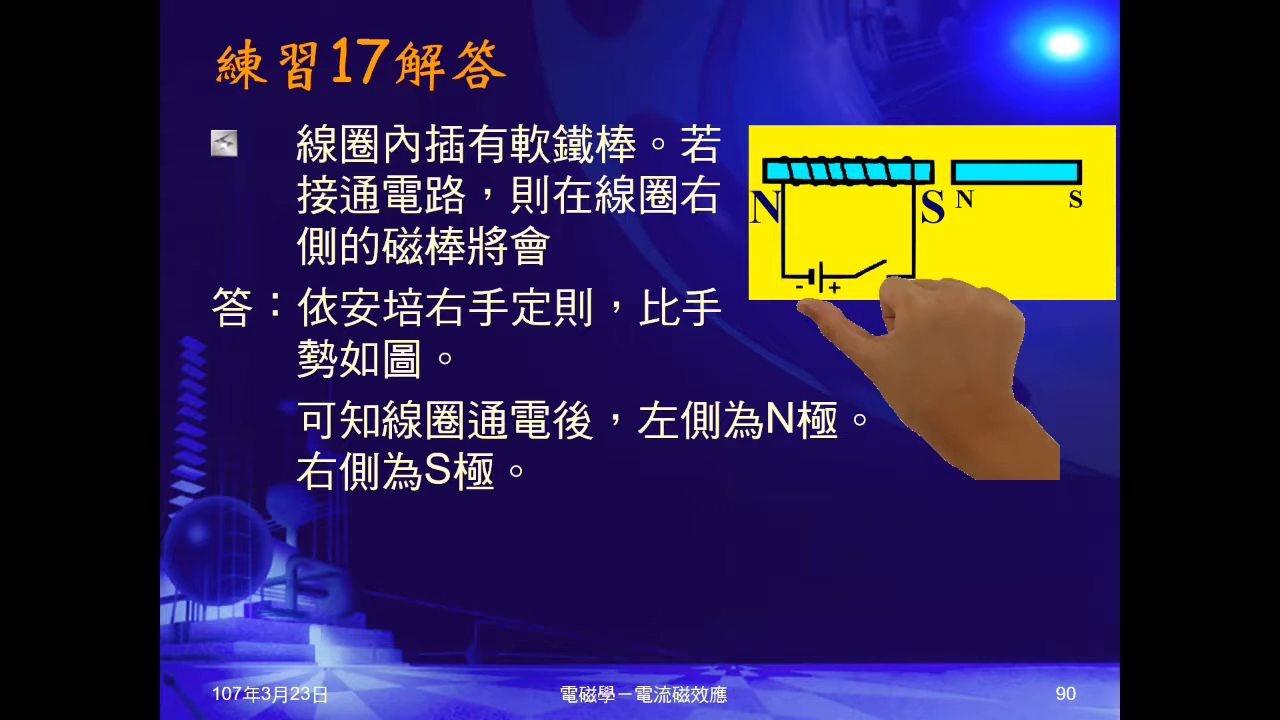 練習17解答
線圈內插有軟鐵棒。若
接通電路，則在線圈右
側的磁棒將會
N
S
N
S
-
+
答：依安培右手定則，比手
勢如圖。
可知線圈通電後，左側為N極。
右側為S極。
107年3月23日
電磁學－電流磁效應
90